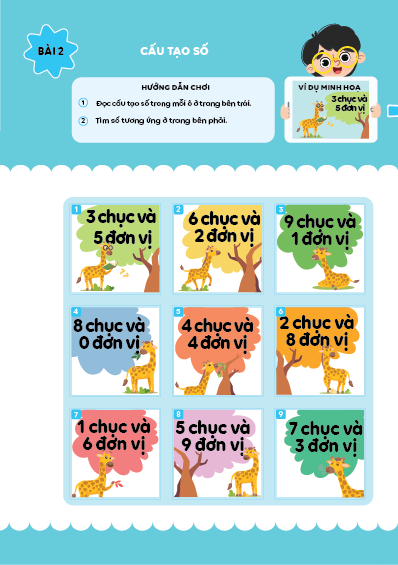 BÀI 2
CẤU TẠO SỐ
HƯỚNG DẪN CHƠI
1 Đọc cấu tạo số trong mỗi ô ở trang bên trái.
2 Tìm số tương ứng ở trang bên phải.
VÍ DỤ MINH HỌA
3 chục và
5 đơn vị
1
3 chục và
5 đơn vị
2
6 chục và
2 đơn vị
3
9 chục và
1 đơn vị
4
8 chục và
0 đơn vị
5
4 chục và
4 đơn vị
6
2 chục và
8 đơn vị
7
1 chục và
6 đơn vị
8
5 chục và
9 đơn vị
9
7 chục và
3 đơn vị